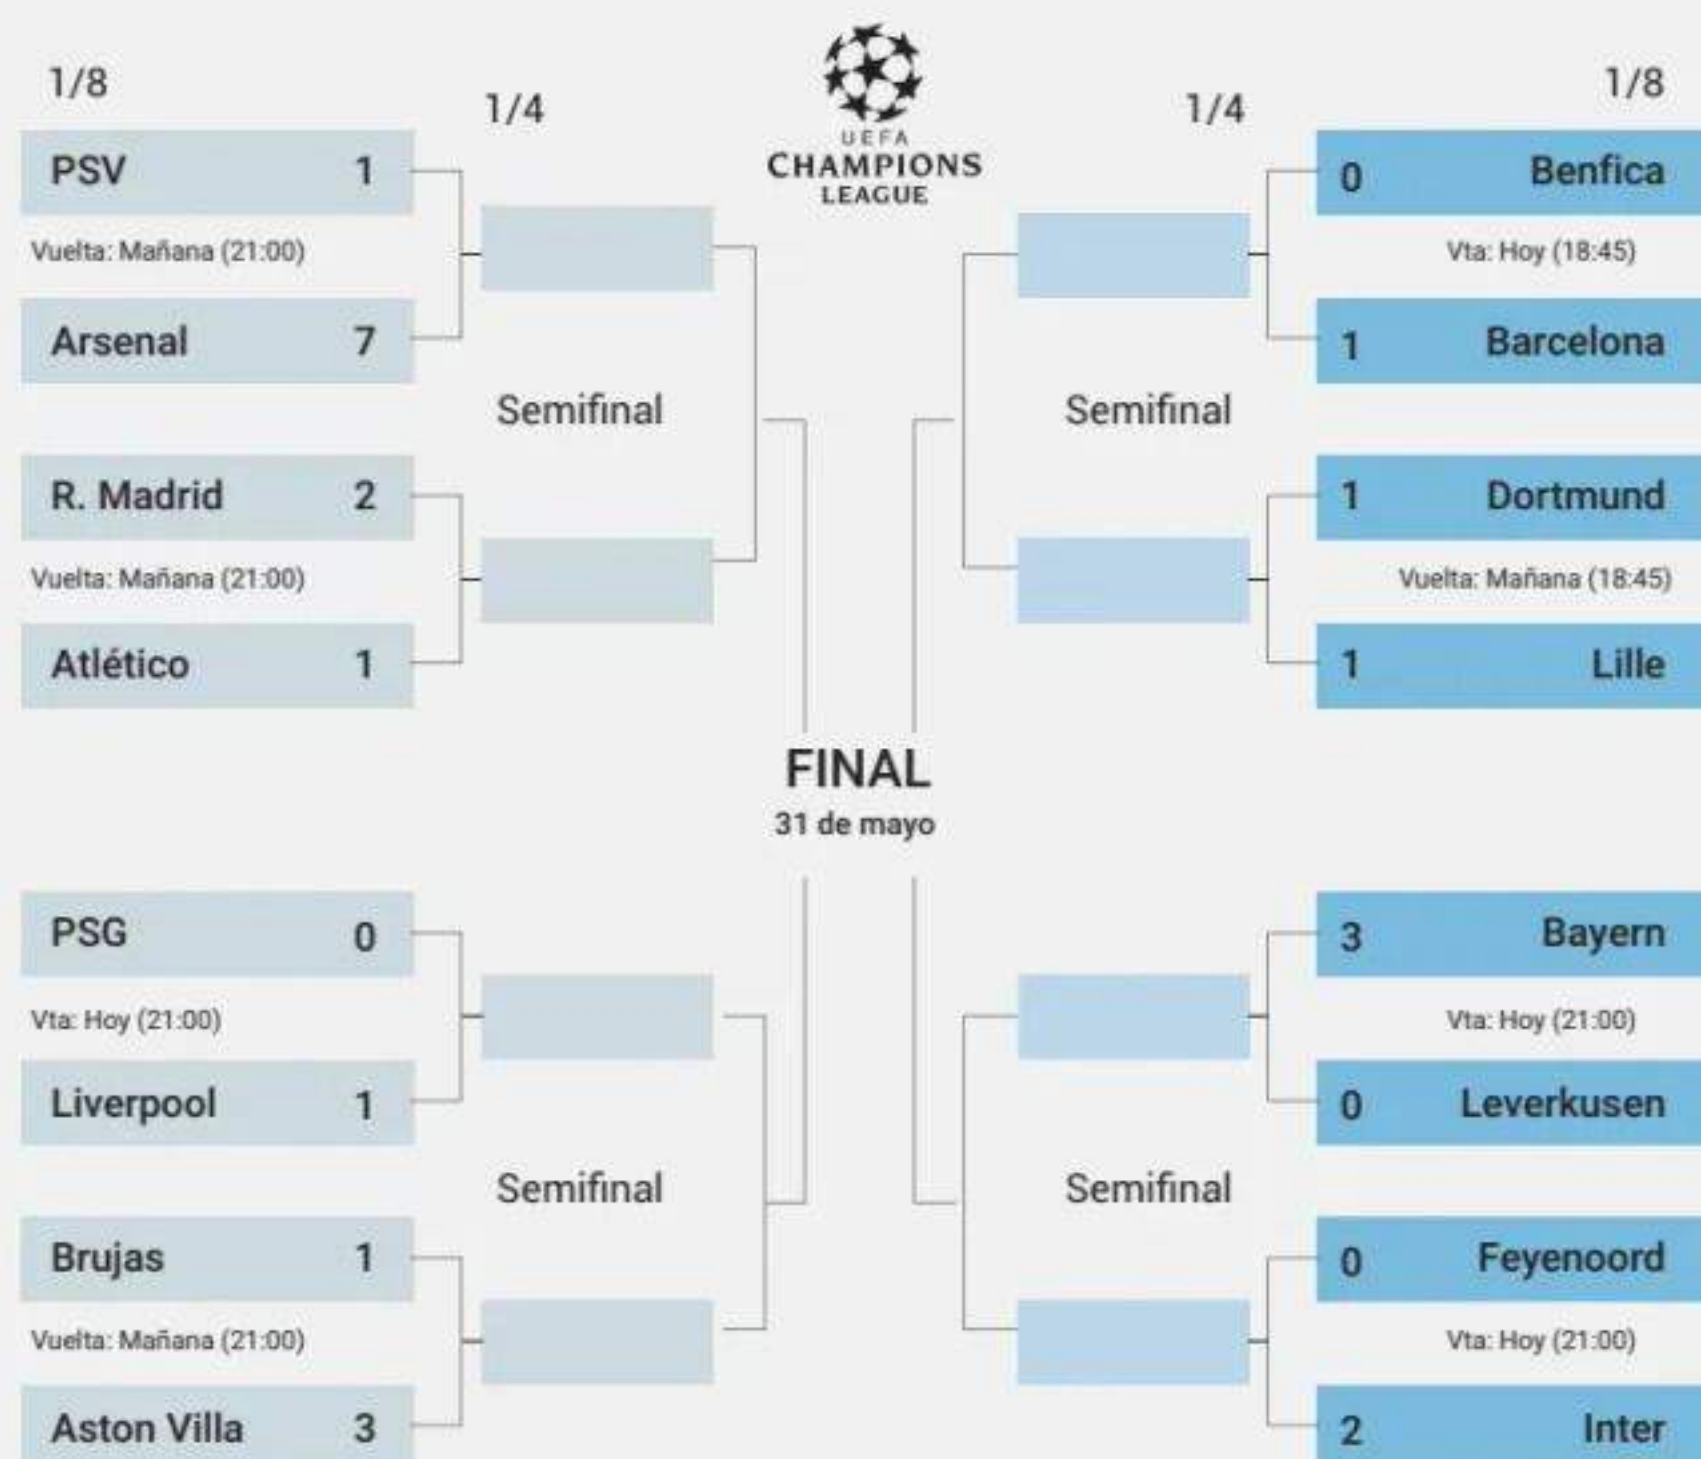 1/8
1/4
UEFA
CHAMPIONS
LEAGUE
1/4
1/8
PSV 1
Vuelta: Mañana (21:00)
Arsenal 7
Semifinal
R. Madrid 2
Vuelta: Mañana (21:00)
Atlético 1
0 Benfica
Vta: Hoy (18:45)
1 Barcelona
Semifinal
1 Dortmund
Vuelta: Mañana (18:45)
1 Lille
FINAL
31 de mayo
PSG 0
Vta: Hoy (21:00)
Liverpool 1
Semifinal
Brujas 1
Vuelta: Mañana (21:00)
Aston Villa 3
3 Bayern
Vta: Hoy (21:00)
0 Leverkusen
Semifinal
0 Feyenoord
Vta: Hoy (21:00)
2 Inter